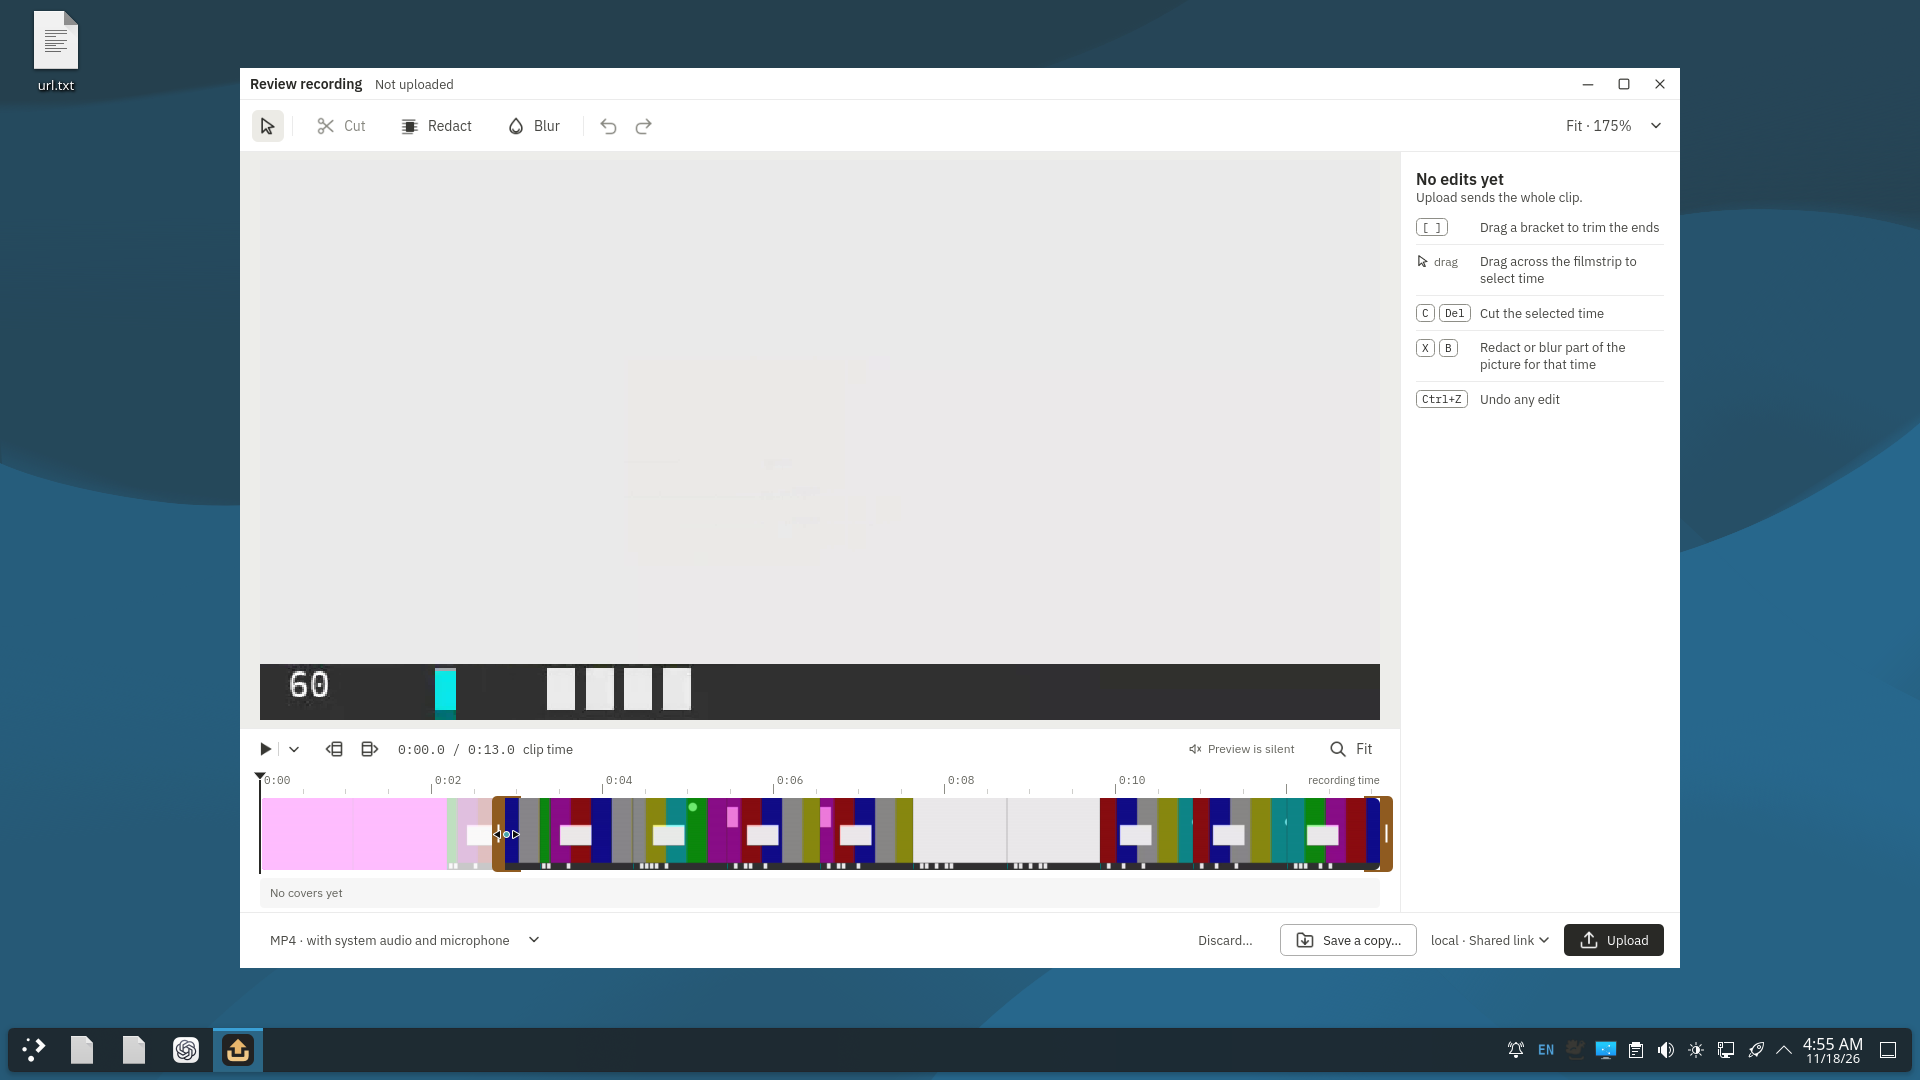 url.txt
Review recording Not uploaded
Cut Redact Blur Fit · 175%
No edits yet
Upload sends the whole clip.
[ ] Drag a bracket to trim the ends
drag Drag across the filmstrip to
select time
C Del Cut the selected time
X B Redact or blur part of the
picture for that time
Ctrl+Z Undo any edit
60
0:00.0 / 0:13.0 clip time Preview is silent Fit
0:00 0:02 0:04 0:06 0:08 0:10 recording time
No covers yet
MP4 · with system audio and microphone Discard... Save a copy... local · Shared link Upload
EN 4:55 AM
11/18/26